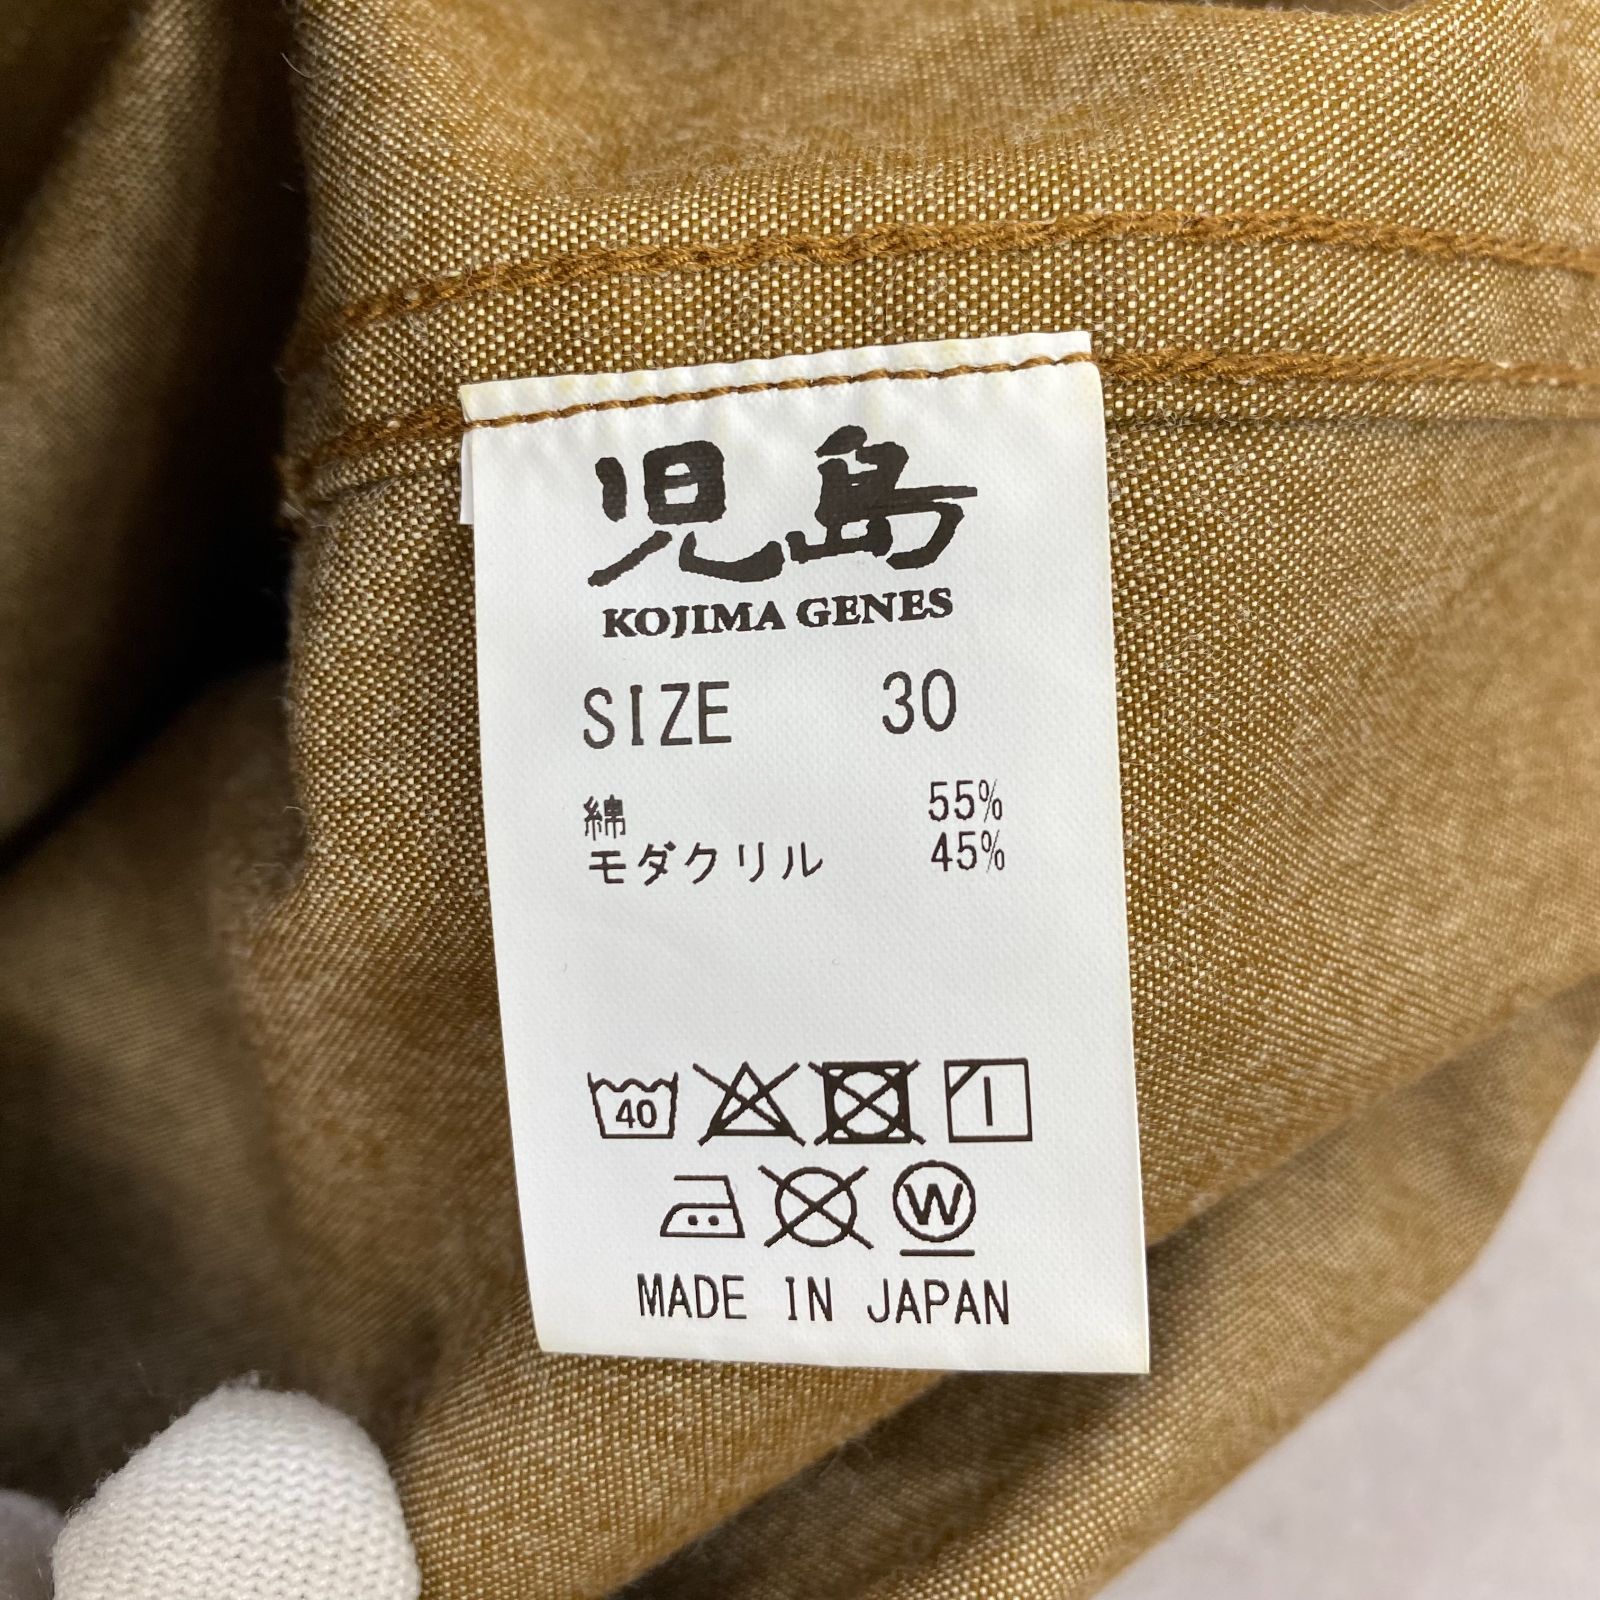 児島
KOJIMA GENES
SIZE 30
綿 55%
モダクリル 45%
40
W
MADE IN JAPAN